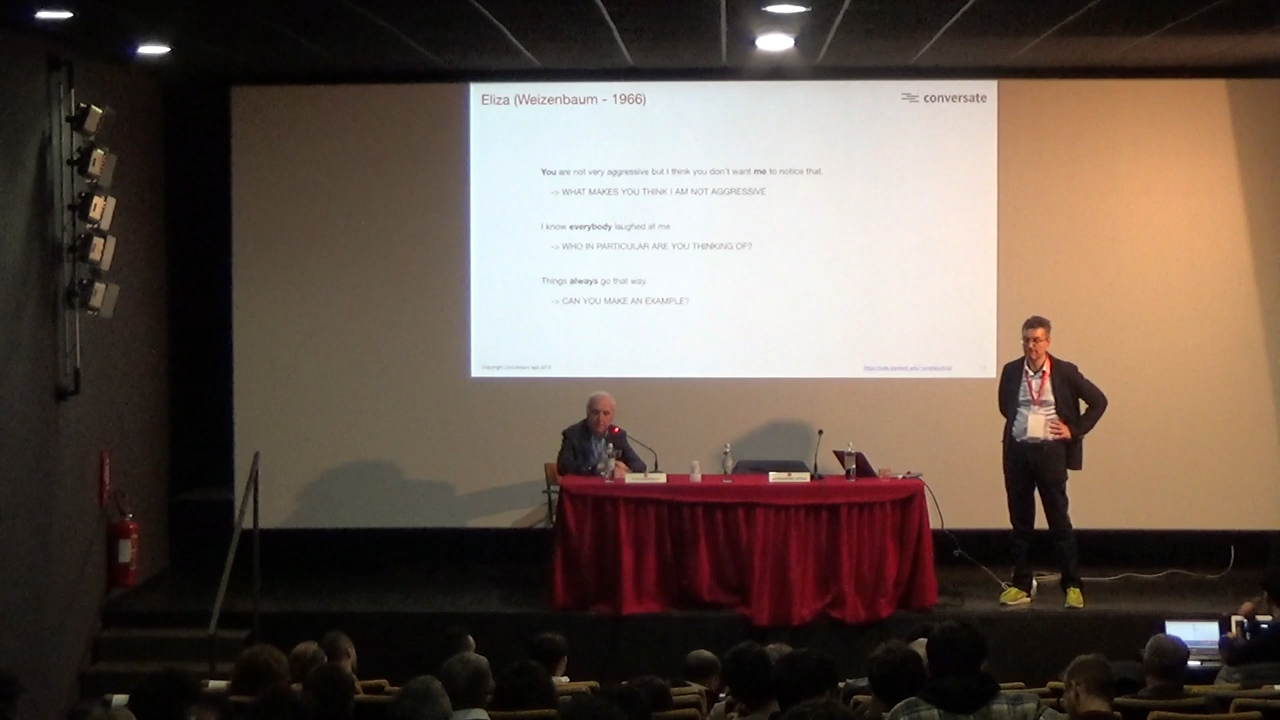 Eliza (Weizenbaum - 1966)
conversate
You are not very aggressive but I think you don't want me to notice that.
-> WHAT MAKES YOU THINK I AM NOT AGGRESSIVE
I know everybody laughed at me
-> WHO IN PARTICULAR ARE YOU THINKING OF?
Things always go that way.
-> CAN YOU MAKE AN EXAMPLE?